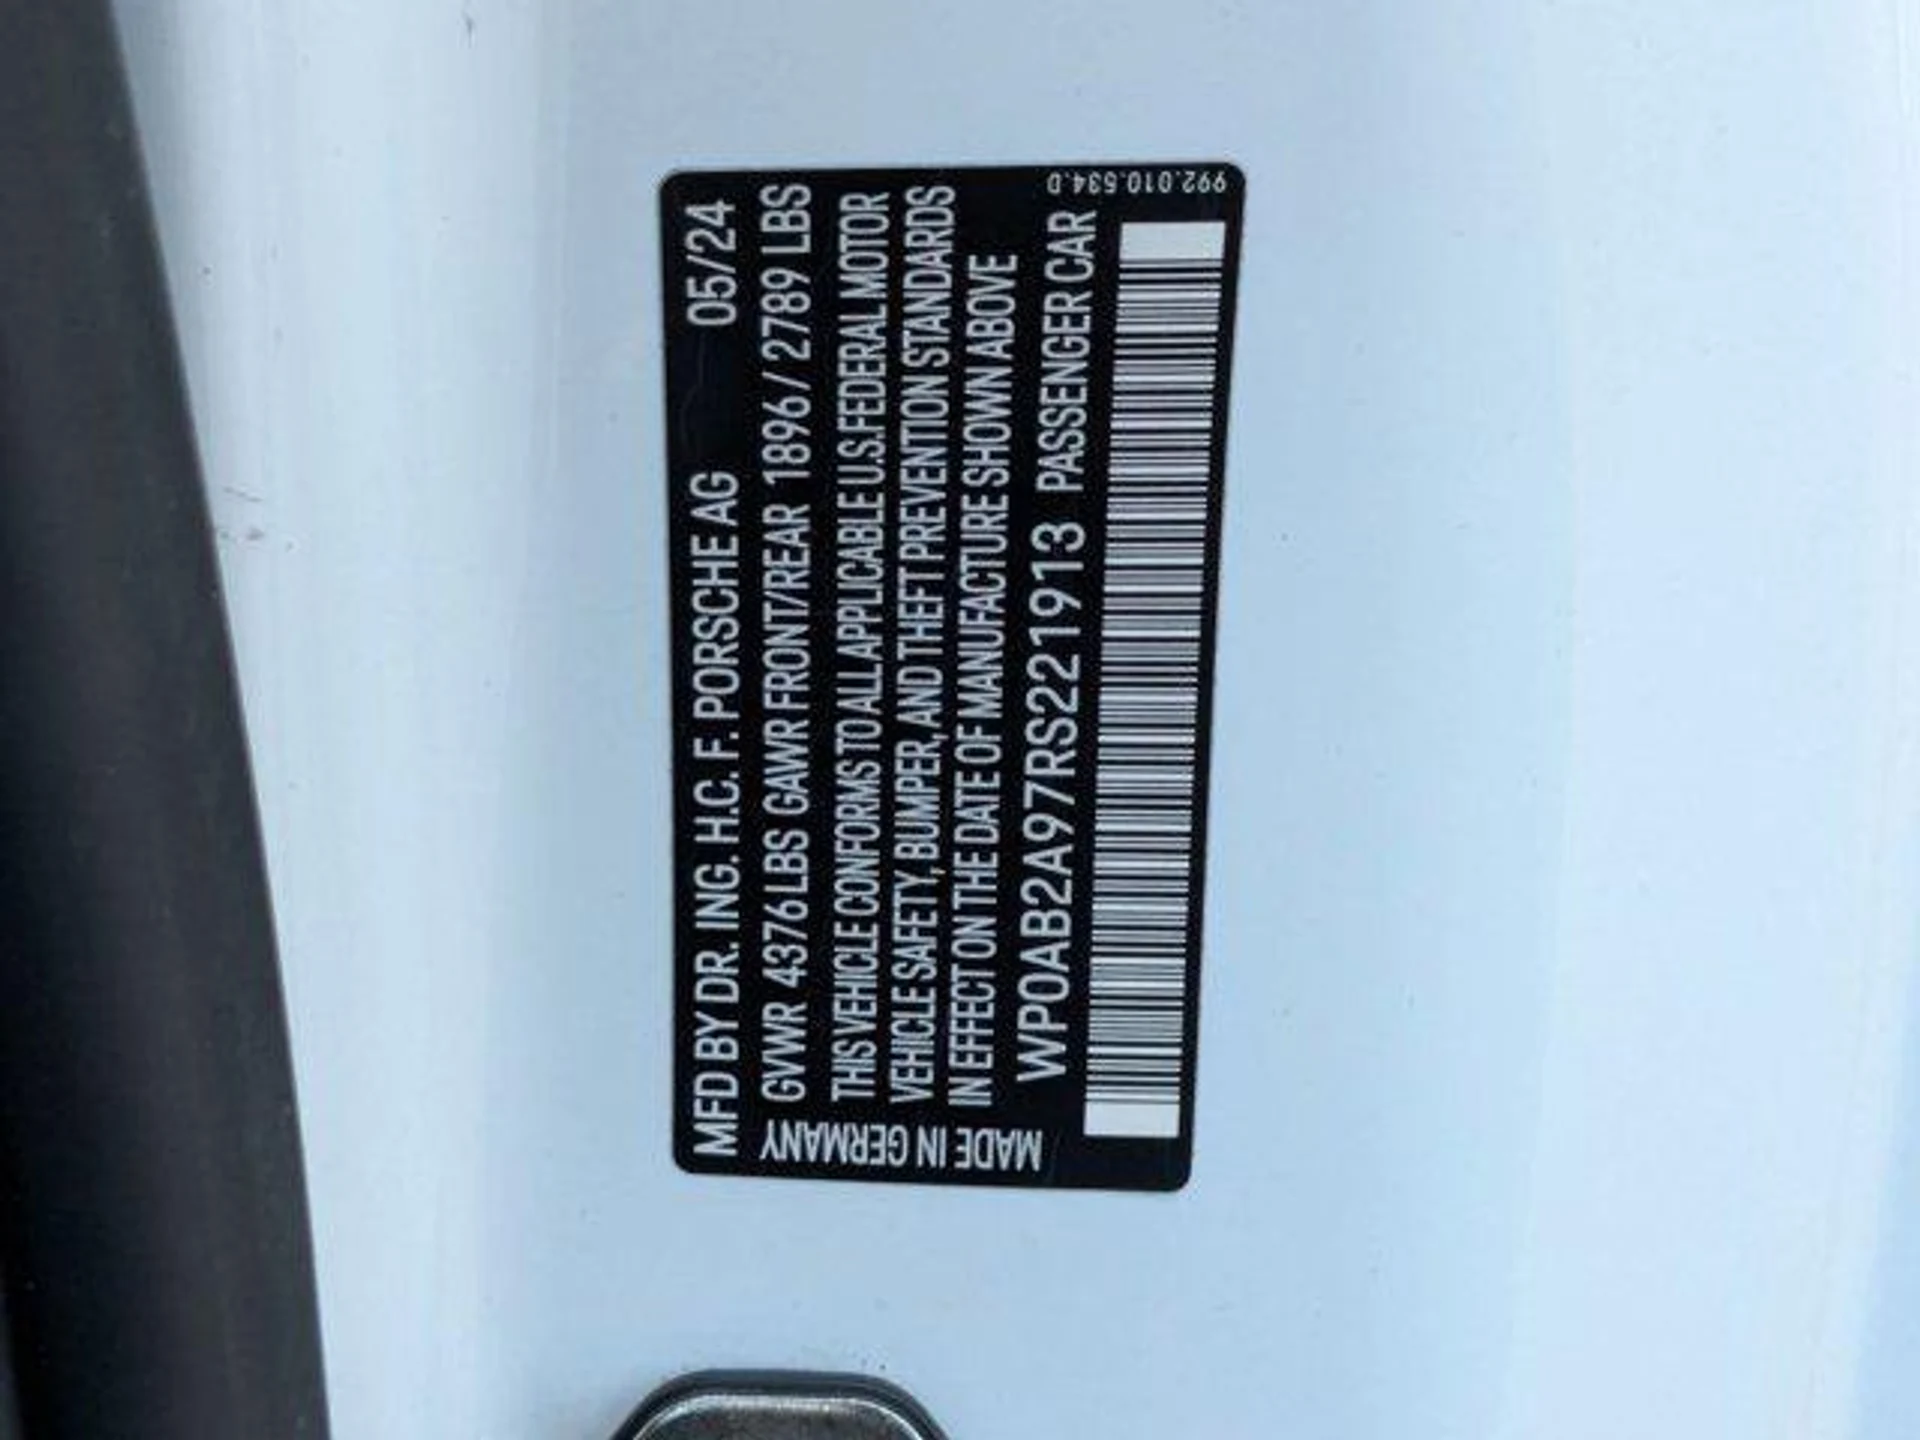 MFD BY DR. ING. H.C. F. PORSCHE AG 05/24
GVWR 4376 LBS GAWR FRONT/REAR 1896 / 2789 LBS
THIS VEHICLE CONFORMS TO ALL APPLICABLE U.S. FEDERAL MOTOR
VEHICLE SAFETY, BUMPER, AND THEFT PREVENTION STANDARDS
IN EFFECT ON THE DATE OF MANUFACTURE SHOWN ABOVE
WP0AB2A97RS221913 PASSENGER CAR
MADE IN GERMANY
992.010.534.D